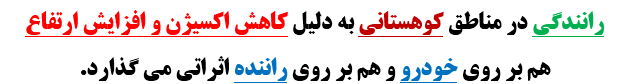 رانندگی در مناطق کوهستانی به دلیل کاهش اکسیژن و افزایش ارتفاع
هم بر روی خودرو و هم بر روی راننده اثراتی می گذارد.